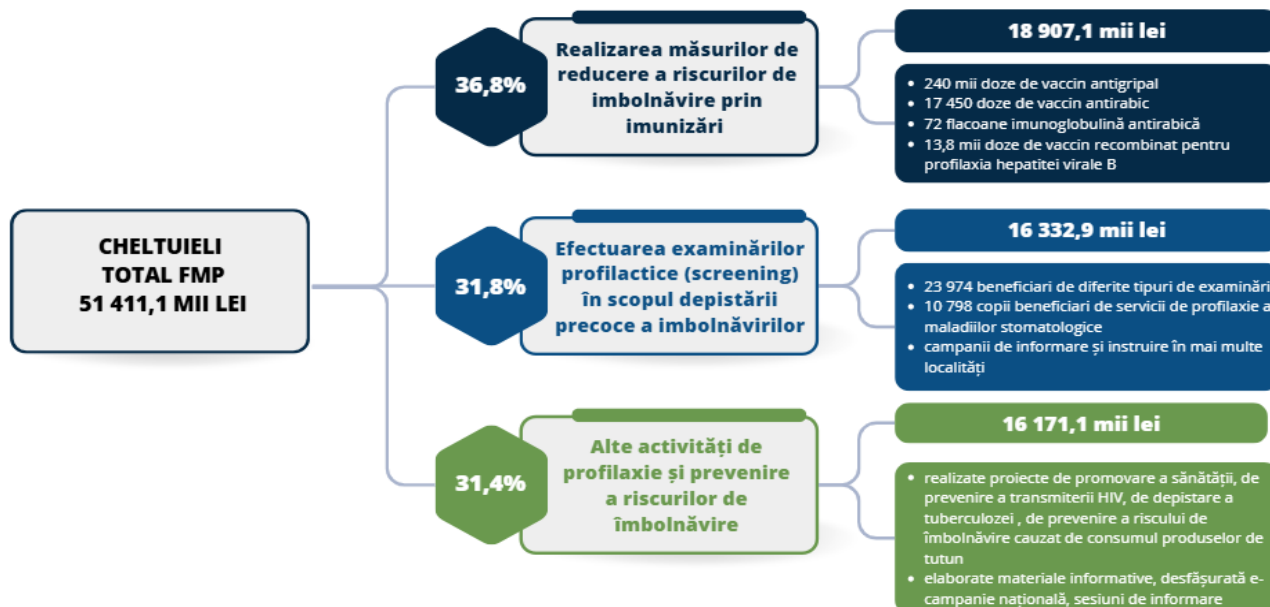 CHELTUIELI
TOTAL FMP
51 411,1 MII LEI
36,8%
Realizarea măsurilor de
reducere a riscurilor de
imbolnăvire prin
imunizări
18 907,1 mii lei
• 240 mii doze de vaccin antigripal
• 17 450 doze de vaccin antirabic
• 72 flacoane imunoglobulină antirabică
• 13,8 mii doze de vaccin recombinat pentru
profilaxia hepatitei virale B
31,8%
Efectuarea examinărilor
profilactice (screening)
în scopul depistării
precoce a imbolnăvirilor
16 332,9 mii lei
• 23 974 beneficiari de diferite tipuri de examinări
• 10 798 copii beneficiari de servicii de profilaxie a
maladiilor stomatologice
• campanii de informare și instruire în mai multe
localități
31,4%
Alte activități de
profilaxie și prevenire
a riscurilor de
îmbolnăvire
16 171,1 mii lei
• realizate proiecte de promovare a sănătății, de
prevenire a transmiterii HIV, de depistare a
tuberculozei , de prevenire a riscului de
îmbolnăvire cauzat de consumul produselor de
tutun
• elaborate materiale informative, desfășurată e-
campanie națională, sesiuni de informare